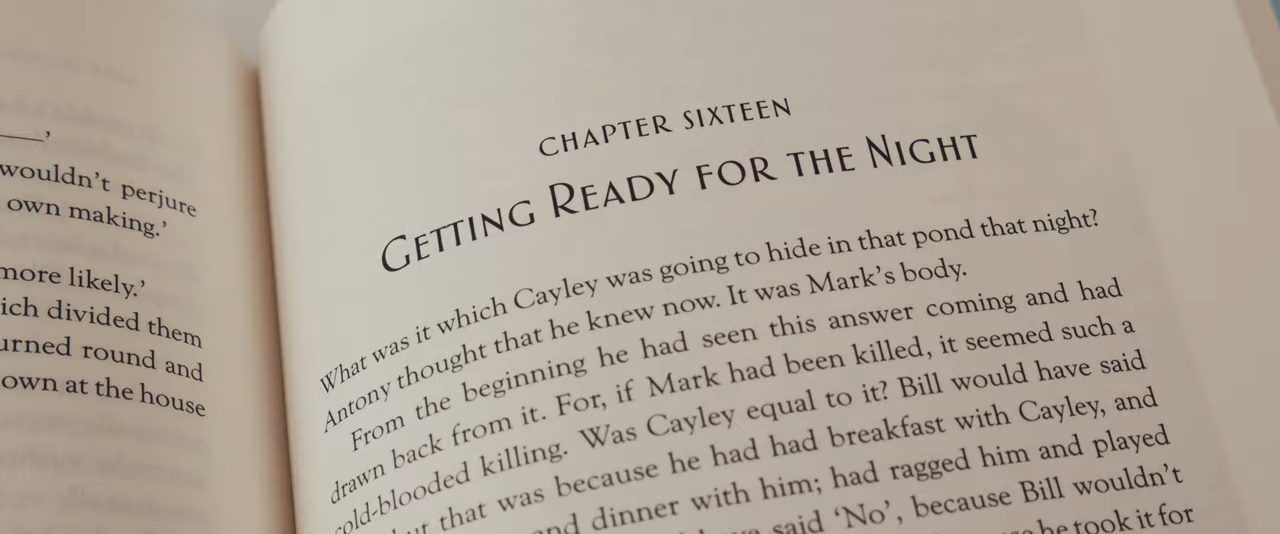 ——’
wouldn’t perjure
own making.’
more likely.’
ich divided them
urned round and
own at the house
CHAPTER SIXTEEN
GETTING READY FOR THE NIGHT
What was it which Cayley was going to hide in that pond that night?
Antony thought that he knew now. It was Mark’s body.
From the beginning he had seen this answer coming and had
drawn back from it. For, if Mark had been killed, it seemed such a
cold-blooded killing. Was Cayley equal to it? Bill would have said
that was because he had had breakfast with Cayley, and
and dinner with him; had ragged him and played
said ‘No’, because Bill wouldn’t
he took it for